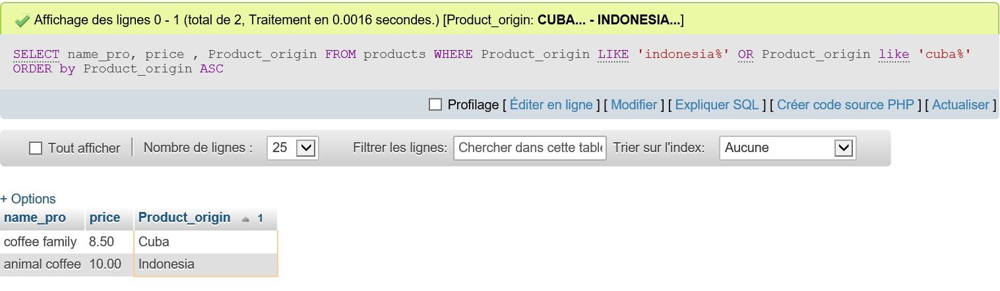 Affichage des lignes 0 - 1 (total de 2, Traitement en 0.0016 secondes.) [Product_origin: CUBA... - INDONESIA...]
SELECT name_pro, price , Product_origin FROM products WHERE Product_origin LIKE 'indonesia%' OR Product_origin like 'cuba%'
ORDER by Product_origin ASC
Profilage [ Éditer en ligne ] [ Modifier ] [ Expliquer SQL ] [ Créer code source PHP ] [ Actualiser ]
Tout afficher Nombre de lignes : 25 Filtrer les lignes: Chercher dans cette table Trier sur l'index: Aucune
+ Options
name_pro price Product_origin 1
coffee family 8.50 Cuba
animal coffee 10.00 Indonesia